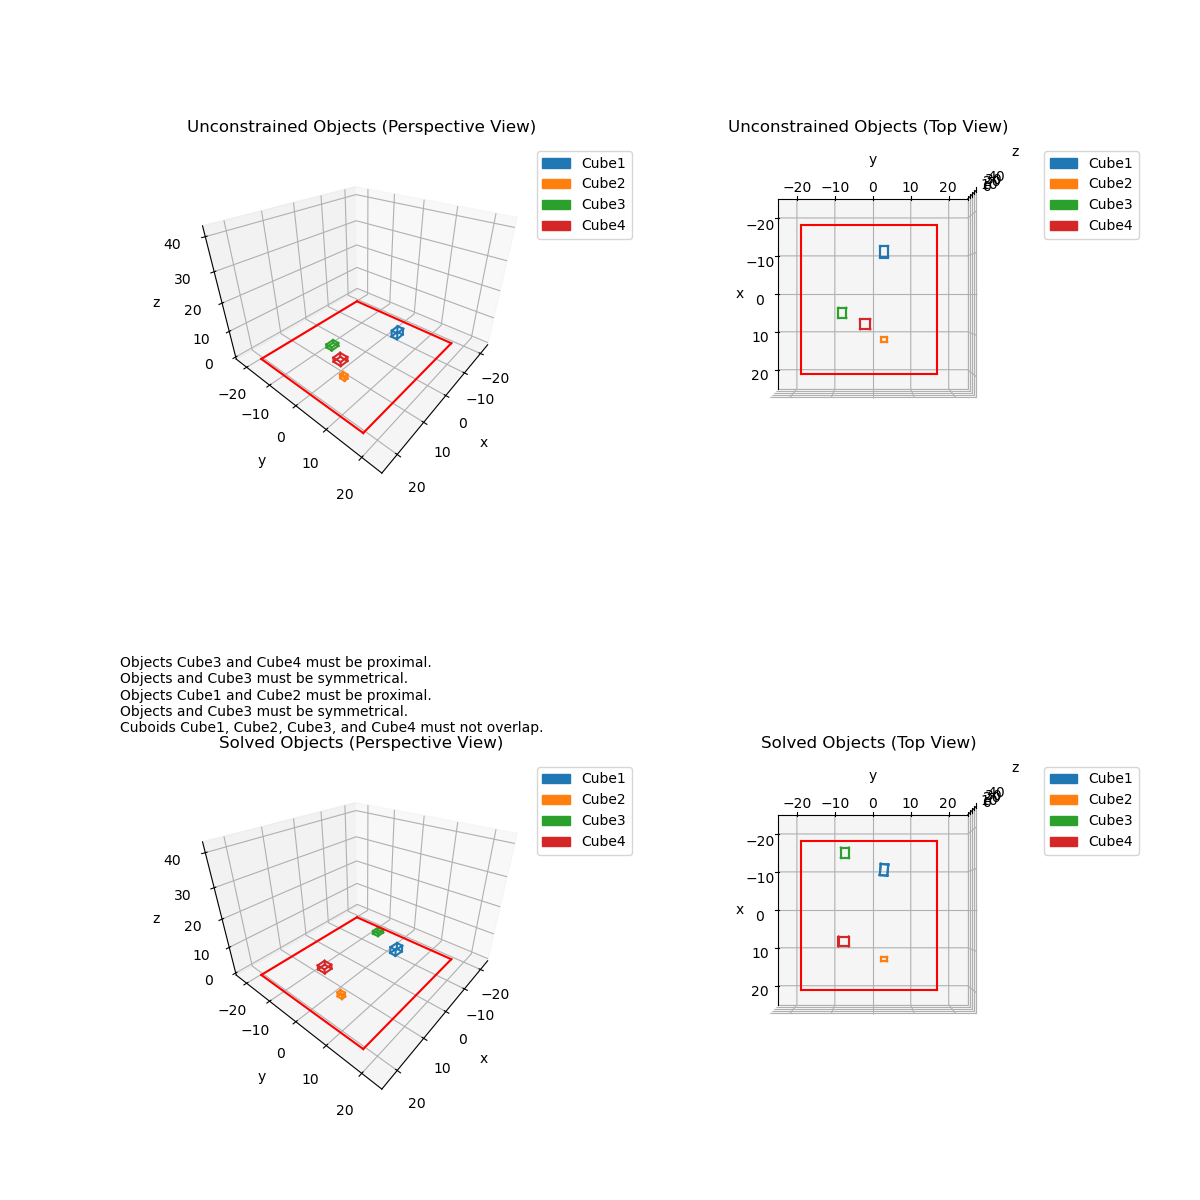 Unconstrained Objects (Perspective View)
Unconstrained Objects (Top View)
Cube1
Cube2
Cube3
Cube4
40
30
20
10
0
z
−20
−10
0
10
20
y
−20
−10
0
10
20
x
y
z
−20 −10 0 10 20
−20
−10
0
10
20
x
Cube1
Cube2
Cube3
Cube4
Objects Cube3 and Cube4 must be proximal.
Objects and Cube3 must be symmetrical.
Objects Cube1 and Cube2 must be proximal.
Objects and Cube3 must be symmetrical.
Cuboids Cube1, Cube2, Cube3, and Cube4 must not overlap.
Solved Objects (Perspective View)
Solved Objects (Top View)
Cube1
Cube2
Cube3
Cube4
40
30
20
10
0
z
−20
−10
0
10
20
y
−20
−10
0
10
20
x
y
z
−20 −10 0 10 20
−20
−10
0
10
20
x
Cube1
Cube2
Cube3
Cube4